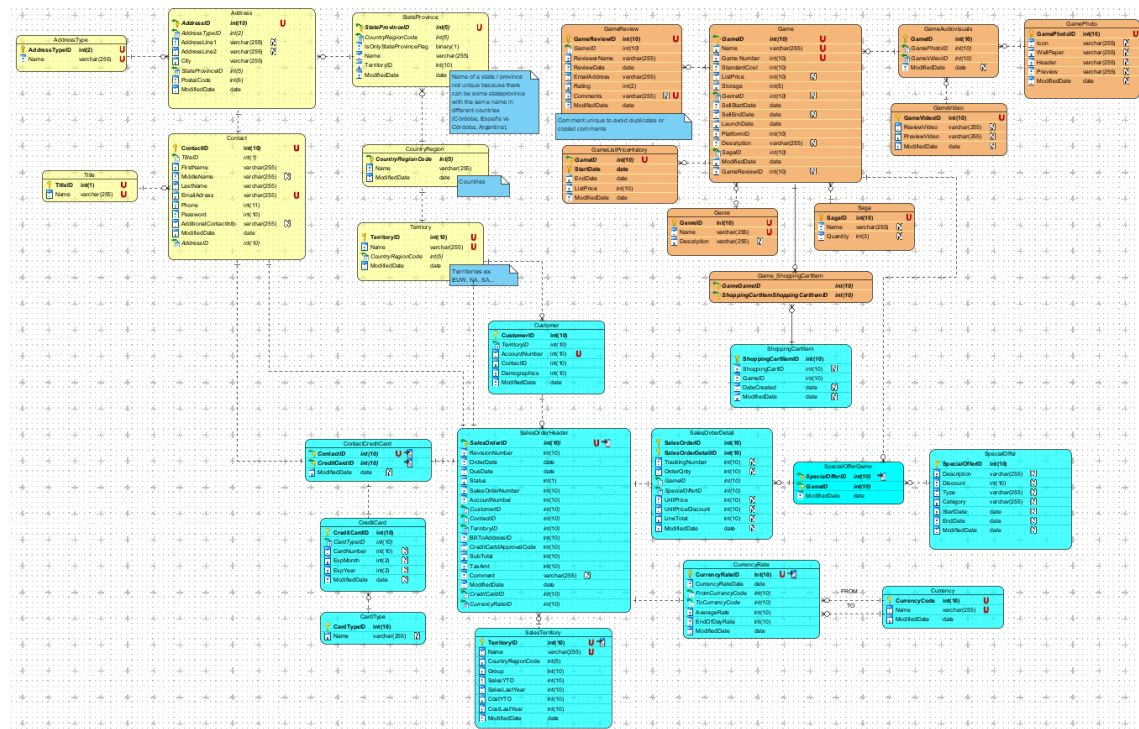 AddressType
AddressTypeID int(2) U
Name varchar(255) U
Address
AddressID int(10) U
AddressTypeID int(2)
AddressLine1 varchar(255) N
AddressLine2 varchar(255) N
City varchar(255)
StateProvinceID int(5)
PostalCode int(6)
ModifiedDate date
StateProvince
StateProvinceID int(5) U
CountryRegionCode int(5)
IsOnlyStateProvinceFlag binary(1)
Name varchar(255)
TerritoryID int(10)
ModifiedDate date
Name of a state / province
not unique because there
can be some stateprovince
with the same name in
different countries
(Córdoba, España vs
Córdoba, Argentina).
Contact
ContactID int(10) U
TitleID int(1)
FirstName varchar(255)
MiddleName varchar(255) N
LastName varchar(255)
EmailAdress varchar(255) U
Phone int(11)
Password int(10)
AdditionalContactInfo varchar(255) N
ModifiedDate date
AddressID int(10)
Title
TitleID int(1) U
Name varchar(255) U
CountryRegion
CountryRegionCode int(5)
Name varchar(255)
ModifiedDate date
Countries
Territory
TerritoryID int(10) U
Name varchar(255) U
CountryRegionCode int(5)
ModifiedDate date
Territories ex:
EUW, NA, SA...
GameReview
GameReviewID int(10) U
GameID int(10)
ReviewerName varchar(255)
ReviewDate date
EmailAddress varchar(255)
Rating int(2)
Comments varchar(255) N U
ModifiedDate date
Comment unique to avoid duplicates or
copied comments
GameListPriceHistory
GameID int(10) U
StartDate date
EndDate date
ListPrice int(10)
Game
GameID int(10) U
Name varchar(255) U
Game Number int(10) U
StandardCost int(10)
ListPrice int(10) N
Storage int(5)
GenreID int(10)
SellStartDate date
SellEndDate date N
LaunchDate date
PlatformID int(10)
Description varchar(255) N
SagaID int(10)
ModifiedDate date
GameReviewID int(10) N
GameAudiovisuals
GameID int(10)
GamePhotoID int(10)
GameVideoID int(10)
ModifiedDate date
GamePhoto
GamePhotoID int(10) U
Icon varchar(255) N
WallPaper varchar(255) N
Header varchar(255) N
Preview varchar(255) N
ModifiedDate date N
GameVideo
GameVideoID int(10) U
ReviewVideo varchar(255) N
PreviewVideo varchar(255) N
ModifiedDate date N
Genre
GenreID int(10) U
Name varchar(255) U
Description varchar(255) N
Saga
SagaID int(10) U
Name varchar(255) N
Quantity int(3) N
Game_ShoppingCartItem
GameGameID int(10)
ShoppingCartItemShoppingCartItemID int(10)
ShoppingCartItem
ShoppingCartItemID int(10)
ShoppingCartID int(10) N
GameID int(10)
DateCreated date N
ModifiedDate date N
Customer
CustomerID int(10)
TerritoryID int(10)
AccountNumber int(10) U
ContactID int(10)
Demographics int(10)
ModifiedDate date
ContactCreditCard
ContactID int(10) U
CreditCardID int(10)
ModifiedDate date N
CreditCard
CreditCardID int(10)
CardTypeID int(10)
CardNumber int(10) N
ExpMonth int(2) N
ExpYear int(2) N
ModifiedDate date N
CardType
CardTypeID int(10)
Name varchar(255) N
SalesOrderHeader
SalesOrderID int(10) U
RevisionNumber int(10)
OrderDate date
DueDate date
Status int(1)
SalesOrderNumber int(10)
AccountNumber int(10)
CustomerID int(10)
ContactID int(10)
TerritoryID int(10)
BillToAddressID int(10)
CreditCardApprovalCode int(10)
SubTotal int(10)
TaxAmt int(10)
Comment varchar(255) N
ModifiedDate date
CreditCardID int(10)
CurrencyRateID int(10)
SalesOrderDetail
SalesOrderID int(10)
SalesOrderDetailID int(10)
TrackingNumber int(10) N
OrderQnty int(10) N
GameID int(10)
SpecialOfferID int(10)
UnitPrice int(10) N
UnitPriceDiscount int(10) N
LineTotal int(10) N
ModifiedDate date N
SpecialOfferGame
SpecialOfferID int(10)
GameID int(10)
ModifiedDate date
SpecialOffer
SpecialOfferID int(10)
Description varchar(255) N
Discount int(10) N
Type varchar(255) N
Category varchar(255) N
StartDate date N
EndDate date N
ModifiedDate date N
CurrencyRate
CurrencyRateID int(10) U
CurrencyRateDate date
FromCurrencyCode int(10)
ToCurrencyCode int(10)
AverageRate int(10)
EndOfDayRate int(10)
ModifiedDate date
FROM
TO
Currency
CurrencyCode int(10) U
Name varchar(255) U
ModifiedDate date
SalesTerritory
TerritoryID int(10) U
Name varchar(255) U
CountryRegionCode int(5)
Group int(10)
SalesYTD int(10)
SalesLastYear int(10)
CostYTD int(10)
CostLastYear int(10)
ModifiedDate date